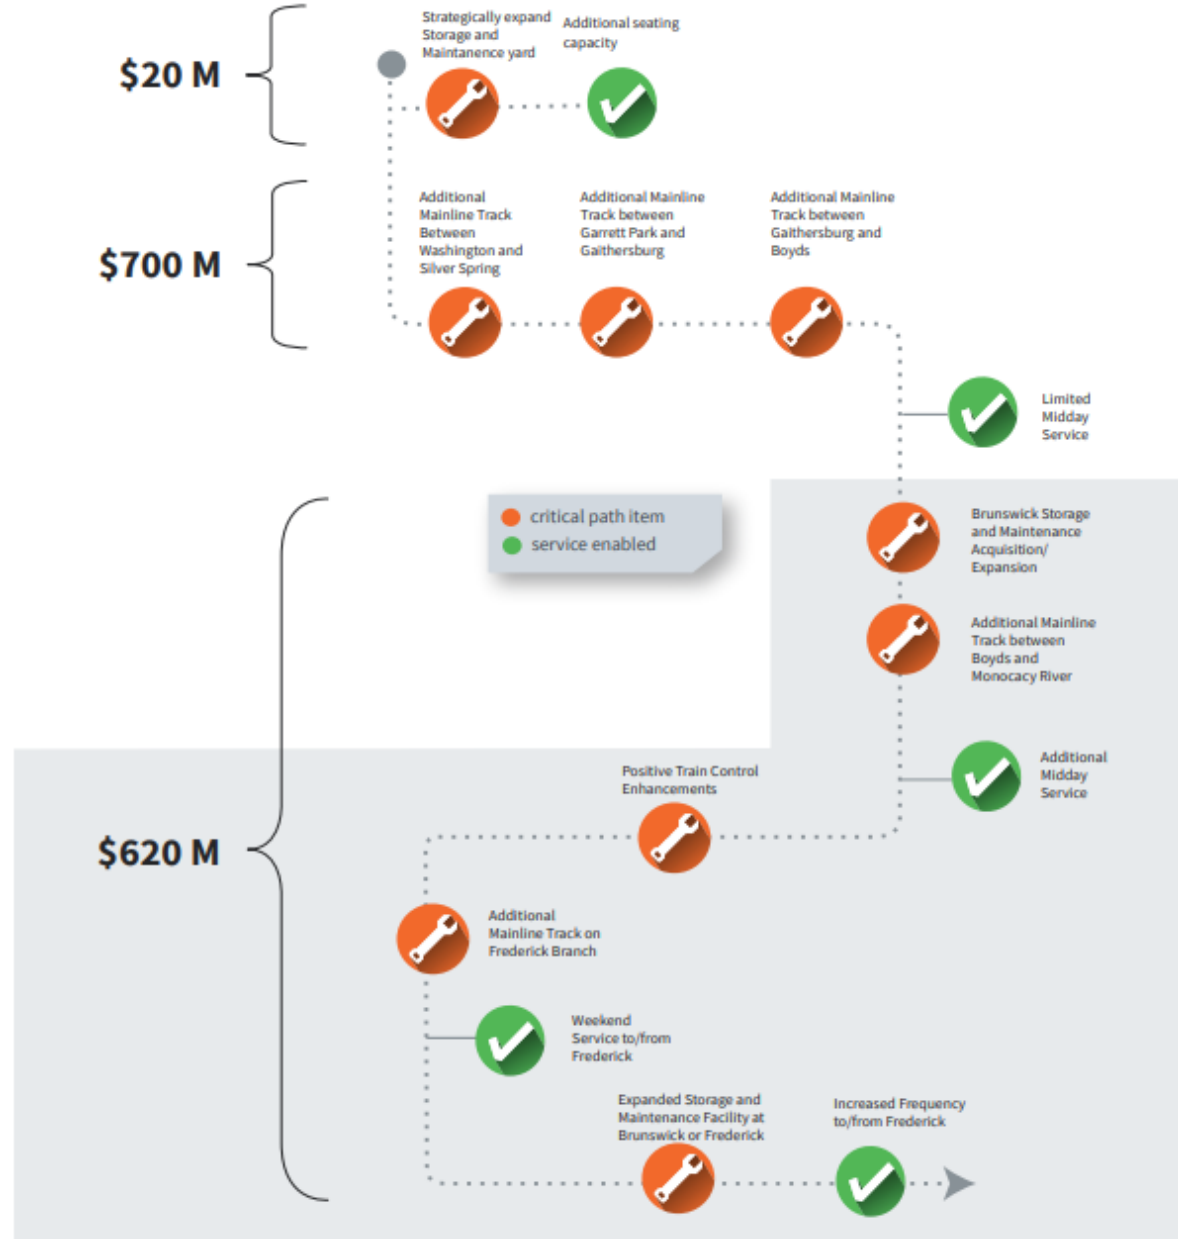 $20 M
Strategically expand
Storage and
Maintanence yard
Additional seating
capacity
$700 M
Additional
Mainline Track
Between
Washington and
Silver Spring
Additional Mainline
Track between
Garrett Park and
Gaithersburg
Additional Mainline
Track between
Gaithersburg and
Boyds
Limited
Midday
Service
critical path item
service enabled
Brunswick Storage
and Maintenance
Acquisition/
Expansion
Additional Mainline
Track between
Boyds and
Monocacy River
Additional
Midday
Service
$620 M
Positive Train Control
Enhancements
Additional
Mainline Track on
Frederick Branch
Weekend
Service to/from
Frederick
Expanded Storage and
Maintenance Facility at
Brunswick or Frederick
Increased Frequency
to/from Frederick